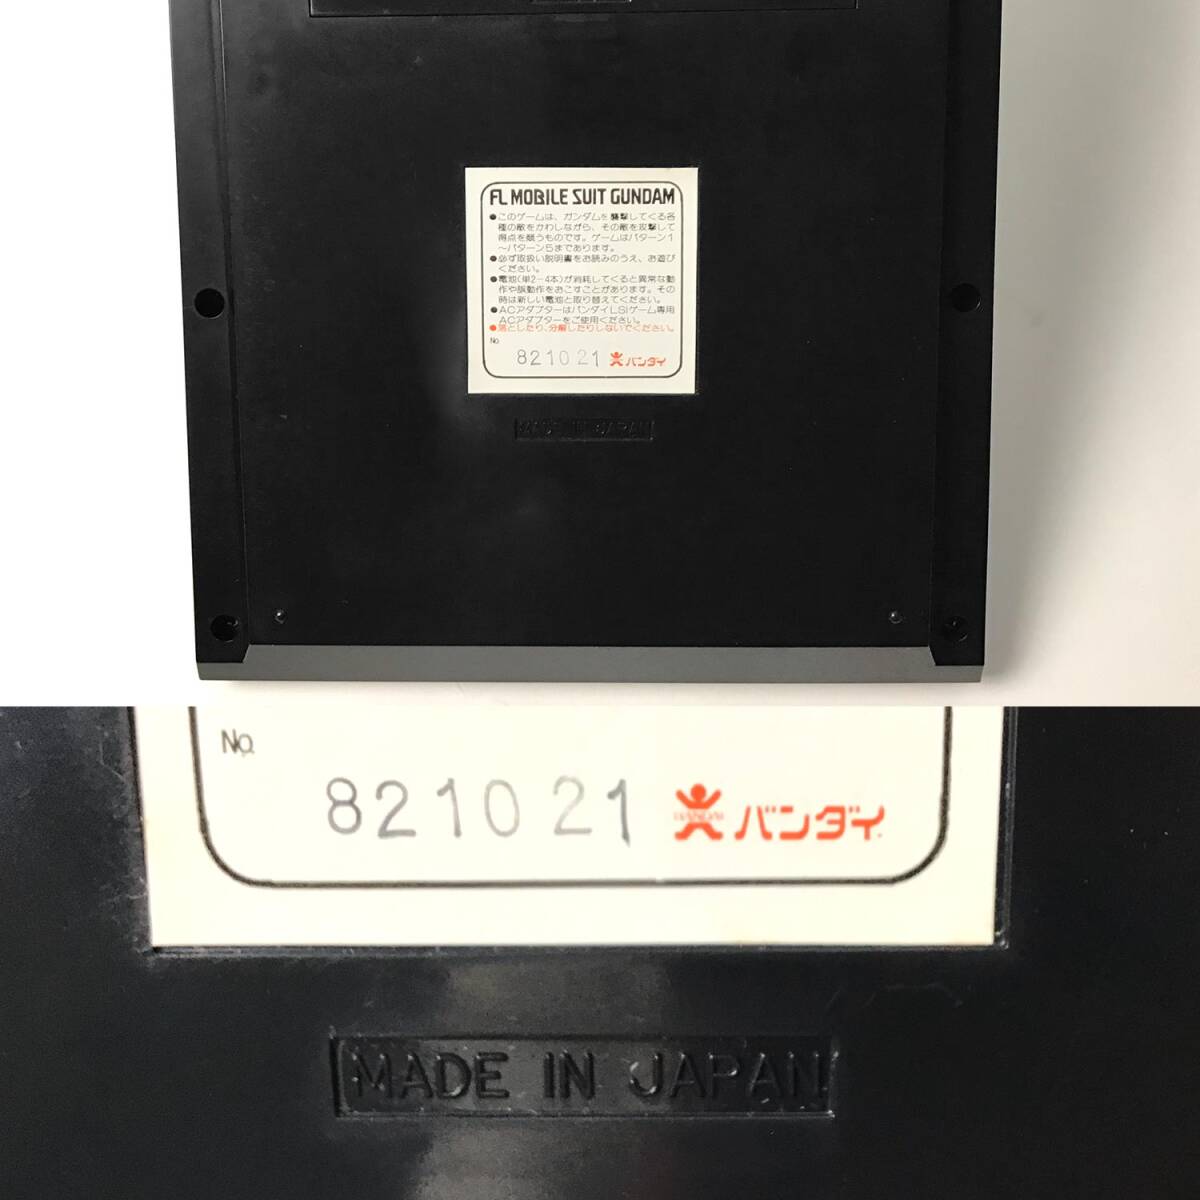 FL MOBILE SUIT GUNDAM
●このゲームは、ガンダムを襲撃してくる各
種の敵をかわしながら、その敵を攻撃して
得点を競うものです。ゲームはパターン1
〜パターン5まであります。
●必ず取扱い説明書をお読みのうえ、お遊び
ください。
●電池(単2-4本)が消耗してくると異常な動
作や誤動作をおこすことがあります。その
時は新しい電池と取り替えてください。
●ACアダプターはバンダイLSIゲーム専用
ACアダプターをご使用ください。
●落としたり、分解したりしないでください。
No.
821021 バンダイ
MADE IN JAPAN
No.
821021 BANDAI バンダイ
MADE IN JAPAN